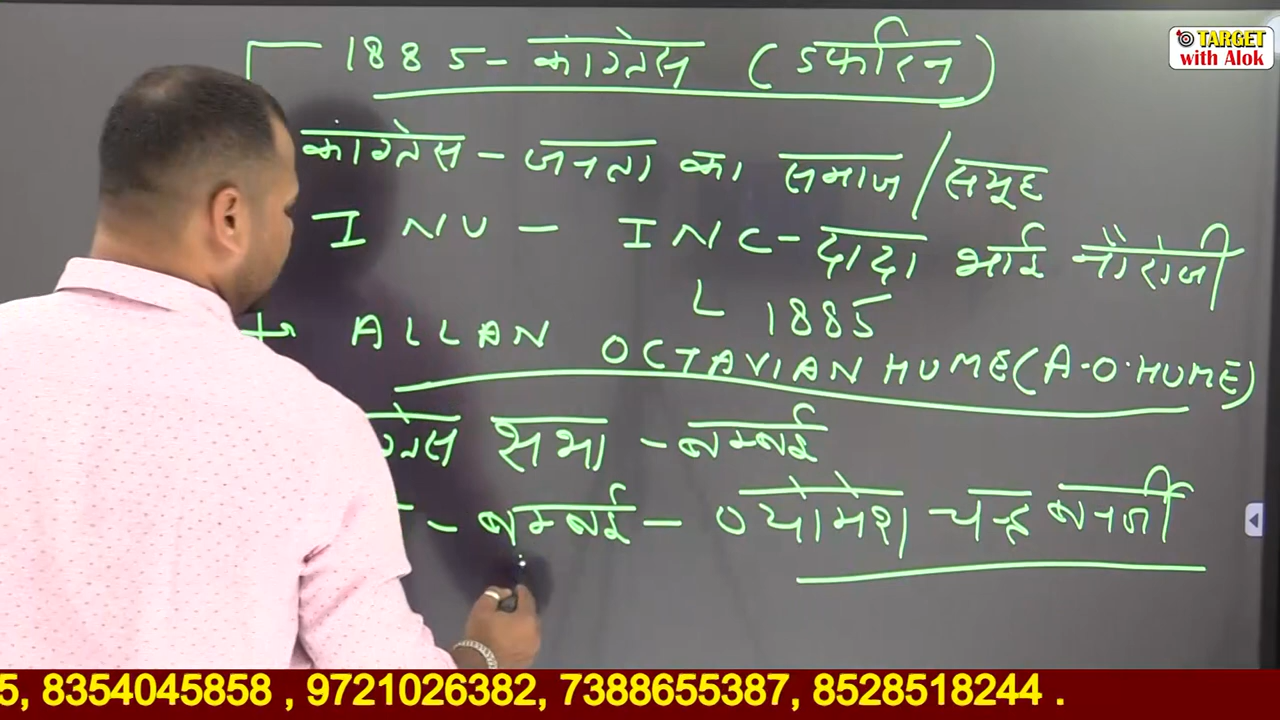 TARGET
with Alok
1885 - कांग्रेस (डफरिन)
कांग्रेस - जनता का समाज/समूह
INU - INC - दादा भाई नौरोजी
1885
ALLAN OCTAVIAN HUME (A.O.HUME)
ग्रेस सभा - बम्बई
- बम्बई - व्योमेश चन्द्र बनर्जी
5, 8354045858 , 9721026382, 7388655387, 8528518244 .